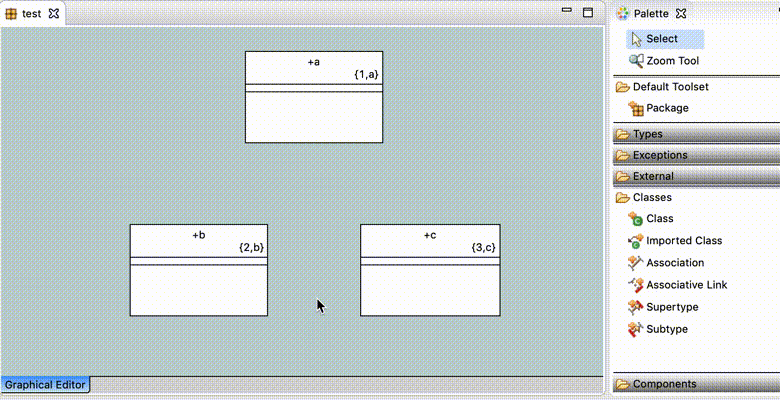 test
+a
{1,a}
+b
{2,b}
+c
{3,c}
Graphical Editor
Palette
Select
Zoom Tool
Default Toolset
Package
Types
Exceptions
External
Classes
Class
Imported Class
Association
Associative Link
Supertype
Subtype
Components